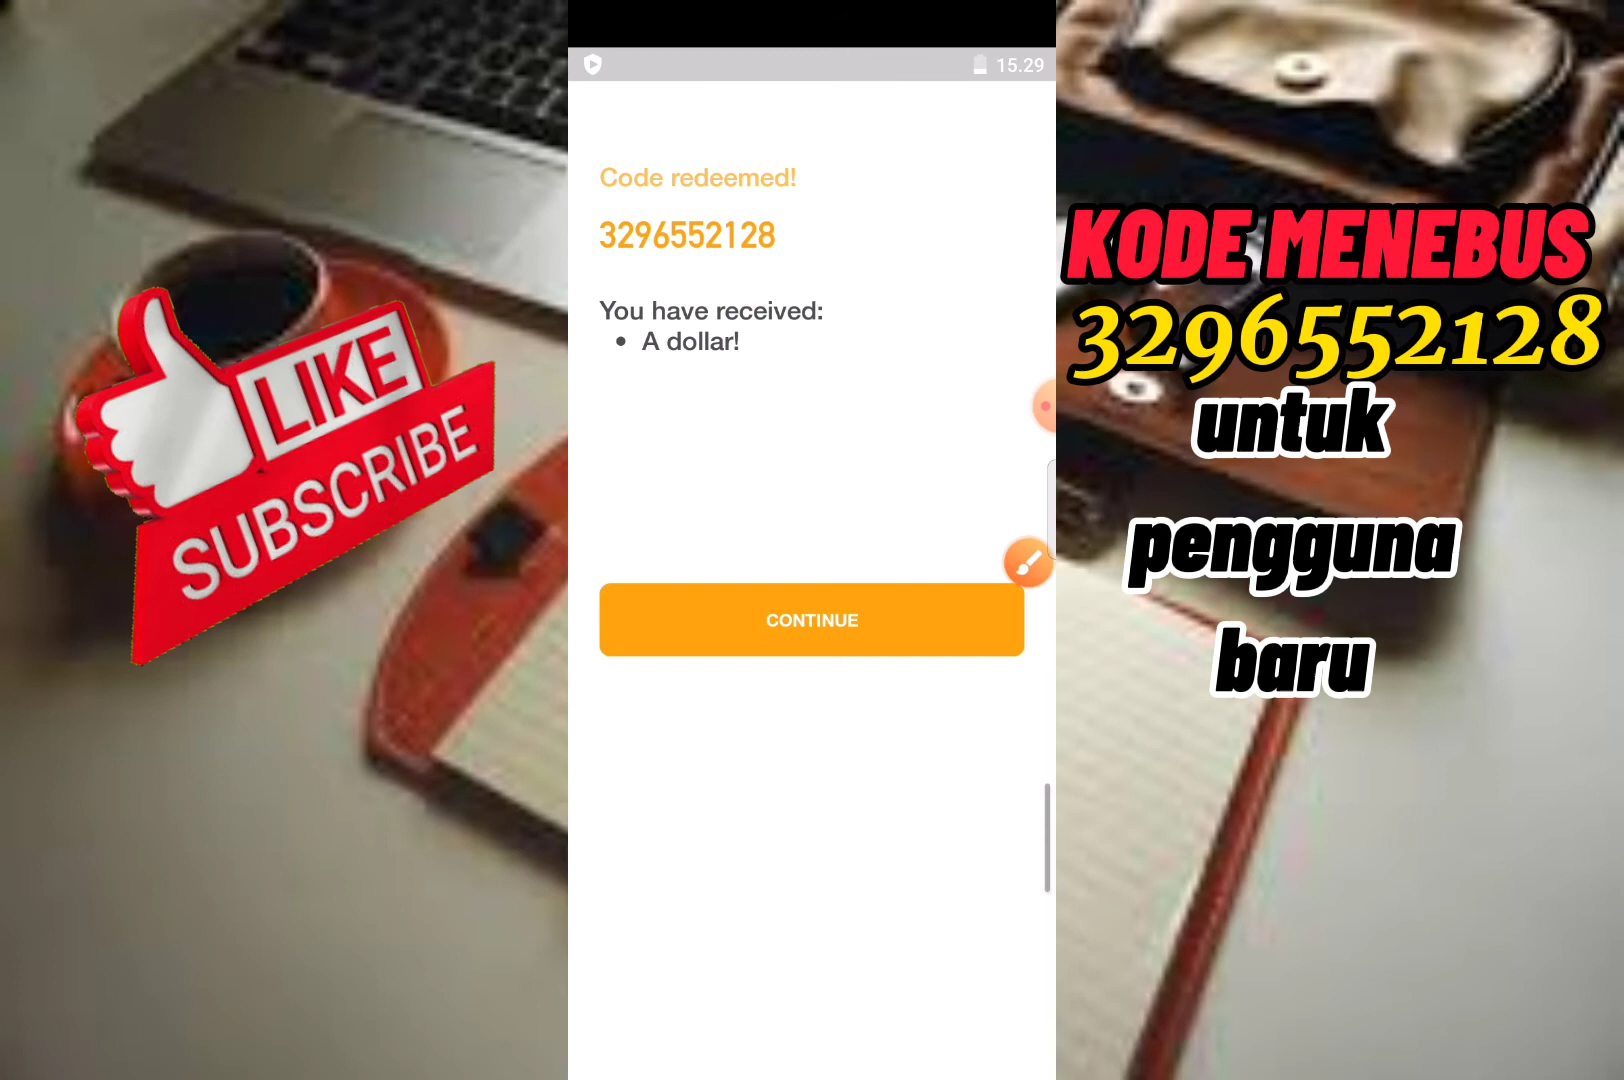 LIKE
SUBSCRIBE
15.29
Code redeemed!
3296552128
You have received:
• A dollar!
CONTINUE
KODE MENEBUS
3296552128
untuk
pengguna
baru